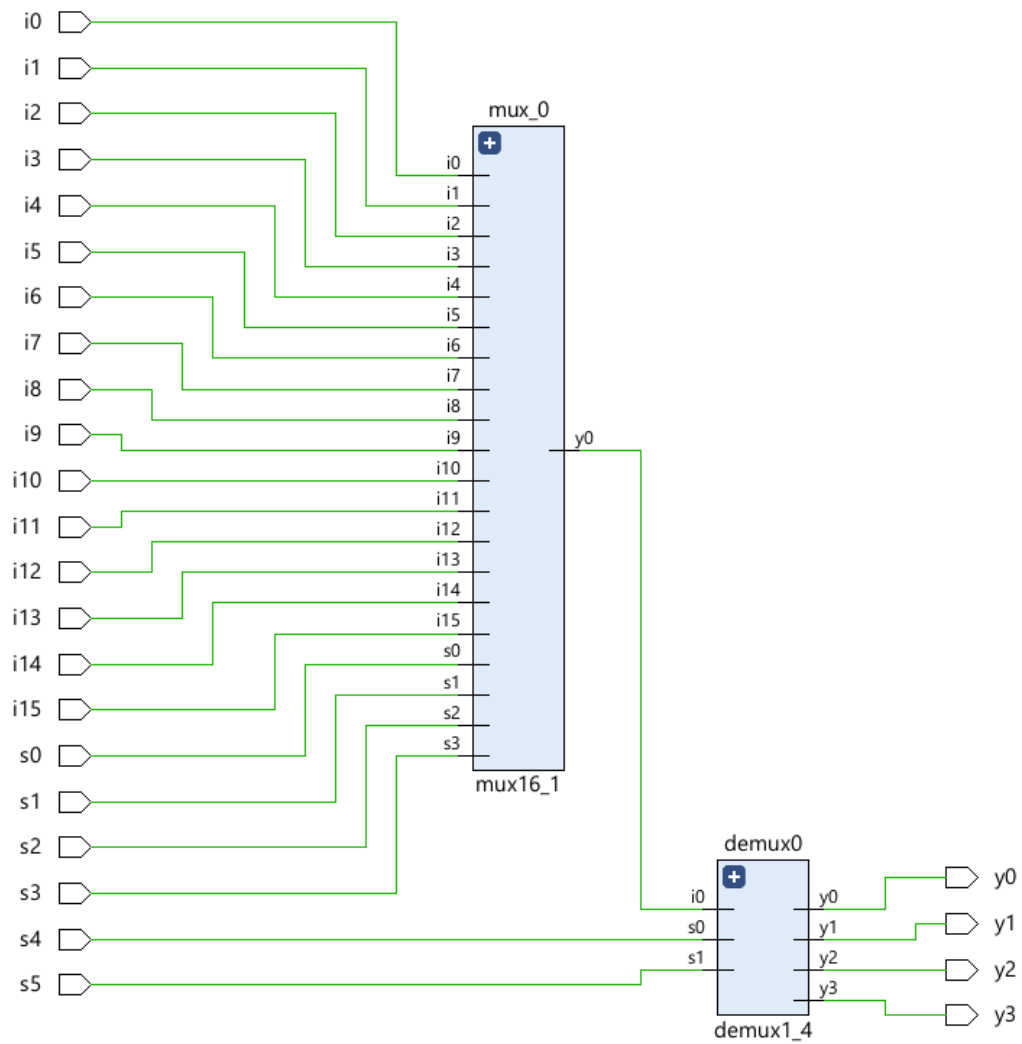 i0
i1
i2
i3
i4
i5
i6
i7
i8
i9
i10
i11
i12
i13
i14
i15
s0
s1
s2
s3
s4
s5
mux_0
i0
i1
i2
i3
i4
i5
i6
i7
i8
i9
i10
i11
i12
i13
i14
i15
s0
s1
s2
s3
y0
mux16_1
demux0
i0
s0
s1
y0
y1
y2
y3
demux1_4
y0
y1
y2
y3